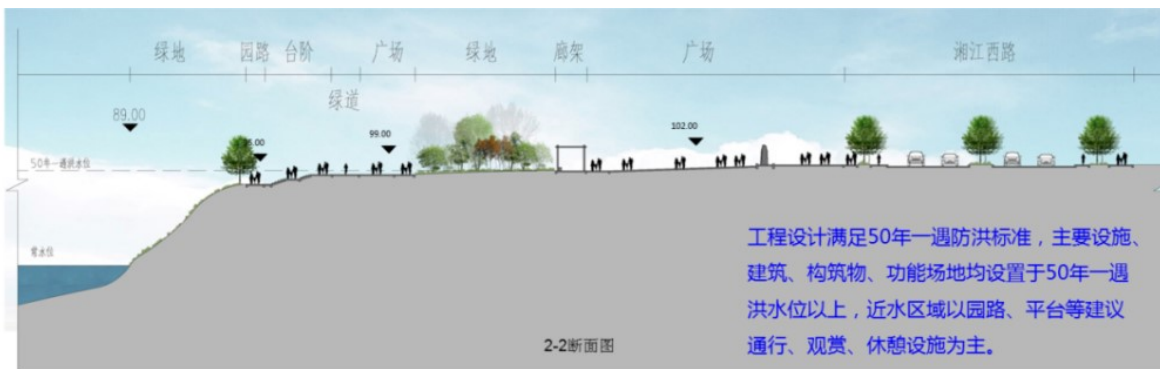 绿地 园路 台阶 广场 绿地 廊架 广场 湘江西路
绿道
89.00
99.00
102.00
50年一遇洪水位
常水位
工程设计满足50年一遇防洪标准，主要设施、
建筑、构筑物、功能场地均设置于50年一遇
洪水位以上，近水区域以园路、平台等建议
通行、观赏、休憩设施为主。
2-2断面图